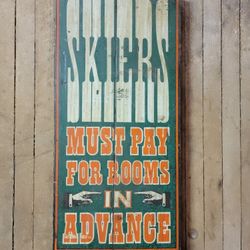 SKIERS
MUST PAY
FOR ROOMS
IN
ADVANCE